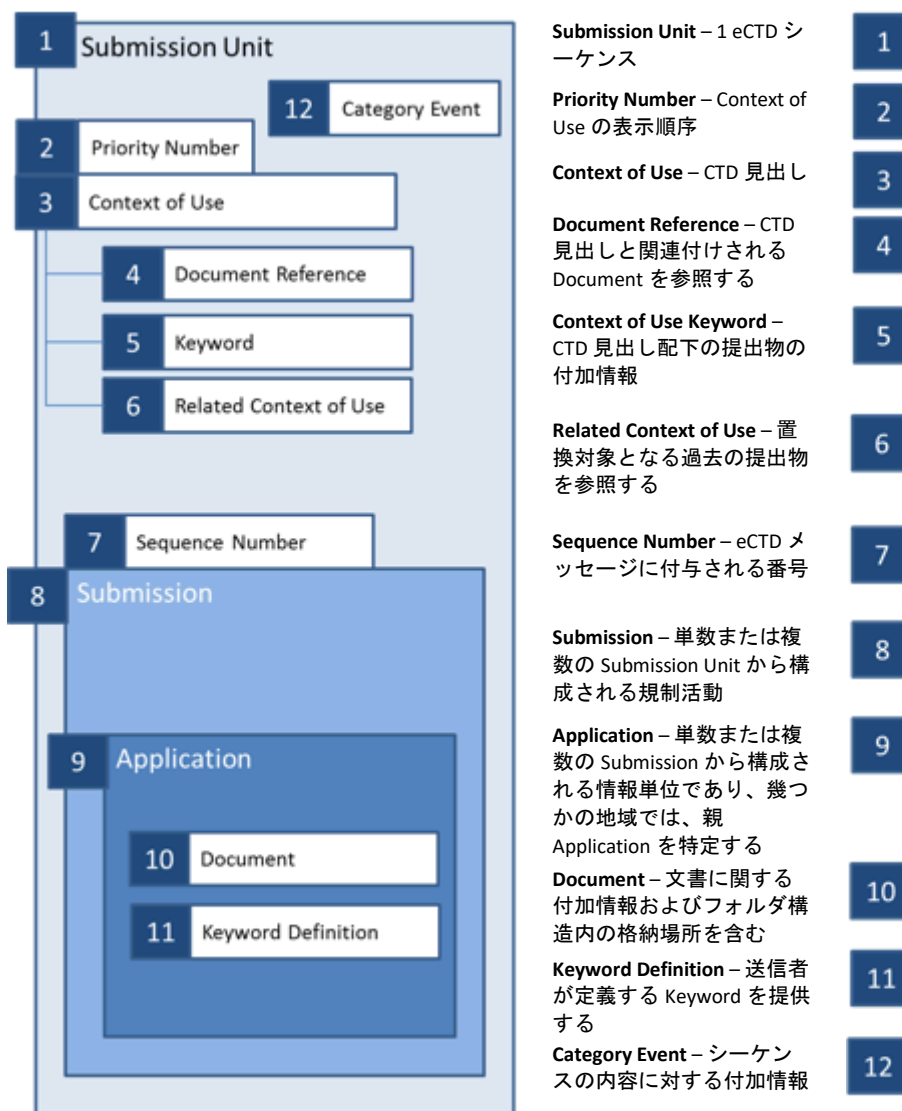 1 Submission Unit
12 Category Event
2 Priority Number
3 Context of Use
4 Document Reference
5 Keyword
6 Related Context of Use
7 Sequence Number
8 Submission
9 Application
10 Document
11 Keyword Definition
Submission Unit – 1 eCTD シ
ーケンス
1
Priority Number – Context of
Use の表示順序
2
Context of Use – CTD 見出し
3
Document Reference – CTD
見出しと関連付けされる
Document を参照する
4
Context of Use Keyword –
CTD 見出し配下の提出物の
付加情報
5
Related Context of Use – 置
換対象となる過去の提出物
を参照する
6
Sequence Number – eCTD メ
ッセージに付与される番号
7
Submission – 単数または複
数の Submission Unit から構
成される規制活動
8
Application – 単数または複
数の Submission から構成さ
れる情報単位であり、幾つ
かの地域では、親
Application を特定する
9
Document – 文書に関する
付加情報およびフォルダ構
造内の格納場所を含む
10
Keyword Definition – 送信者
が定義する Keyword を提供
する
11
Category Event – シーケン
スの内容に対する付加情報
12